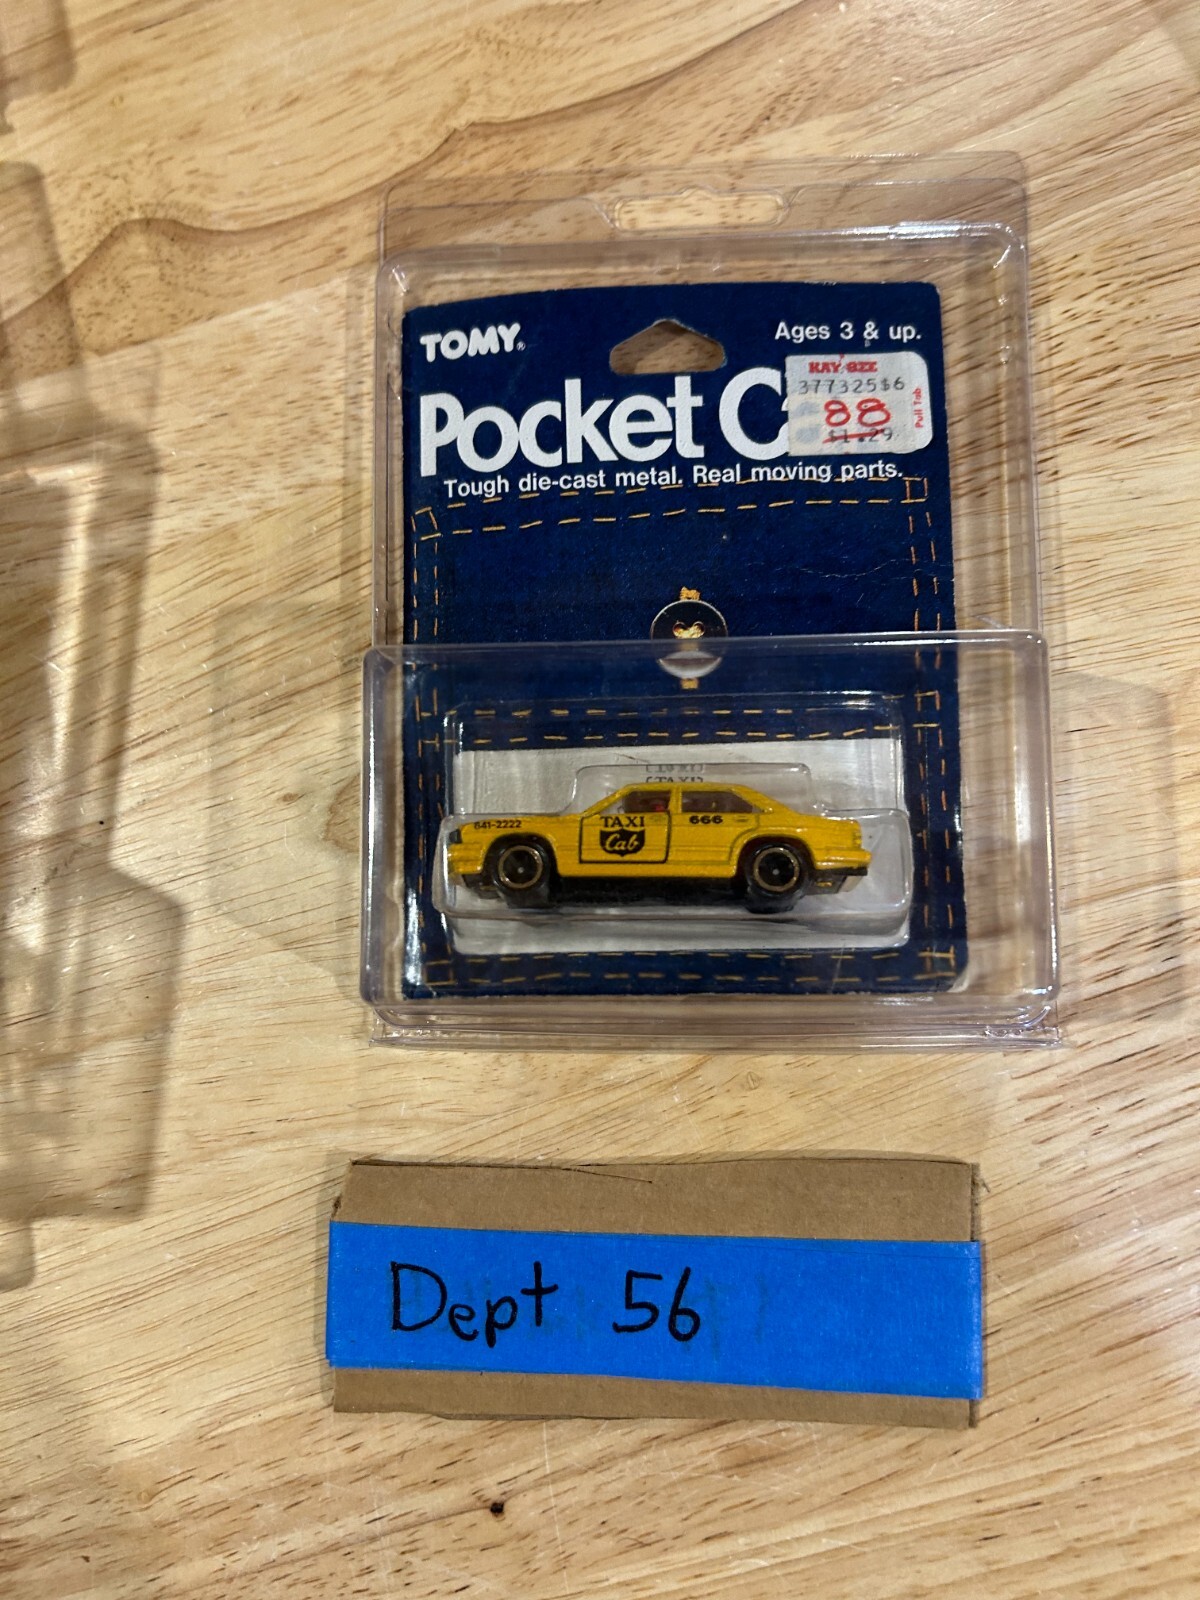 TOMY®
Ages 3 & up.
Pocket C
KAY·BEE
377325$6
88
$1.29
Pull Tab
Tough die-cast metal. Real moving parts.
TAXI
641-2222
TAXI
Cab
666
Dept 56